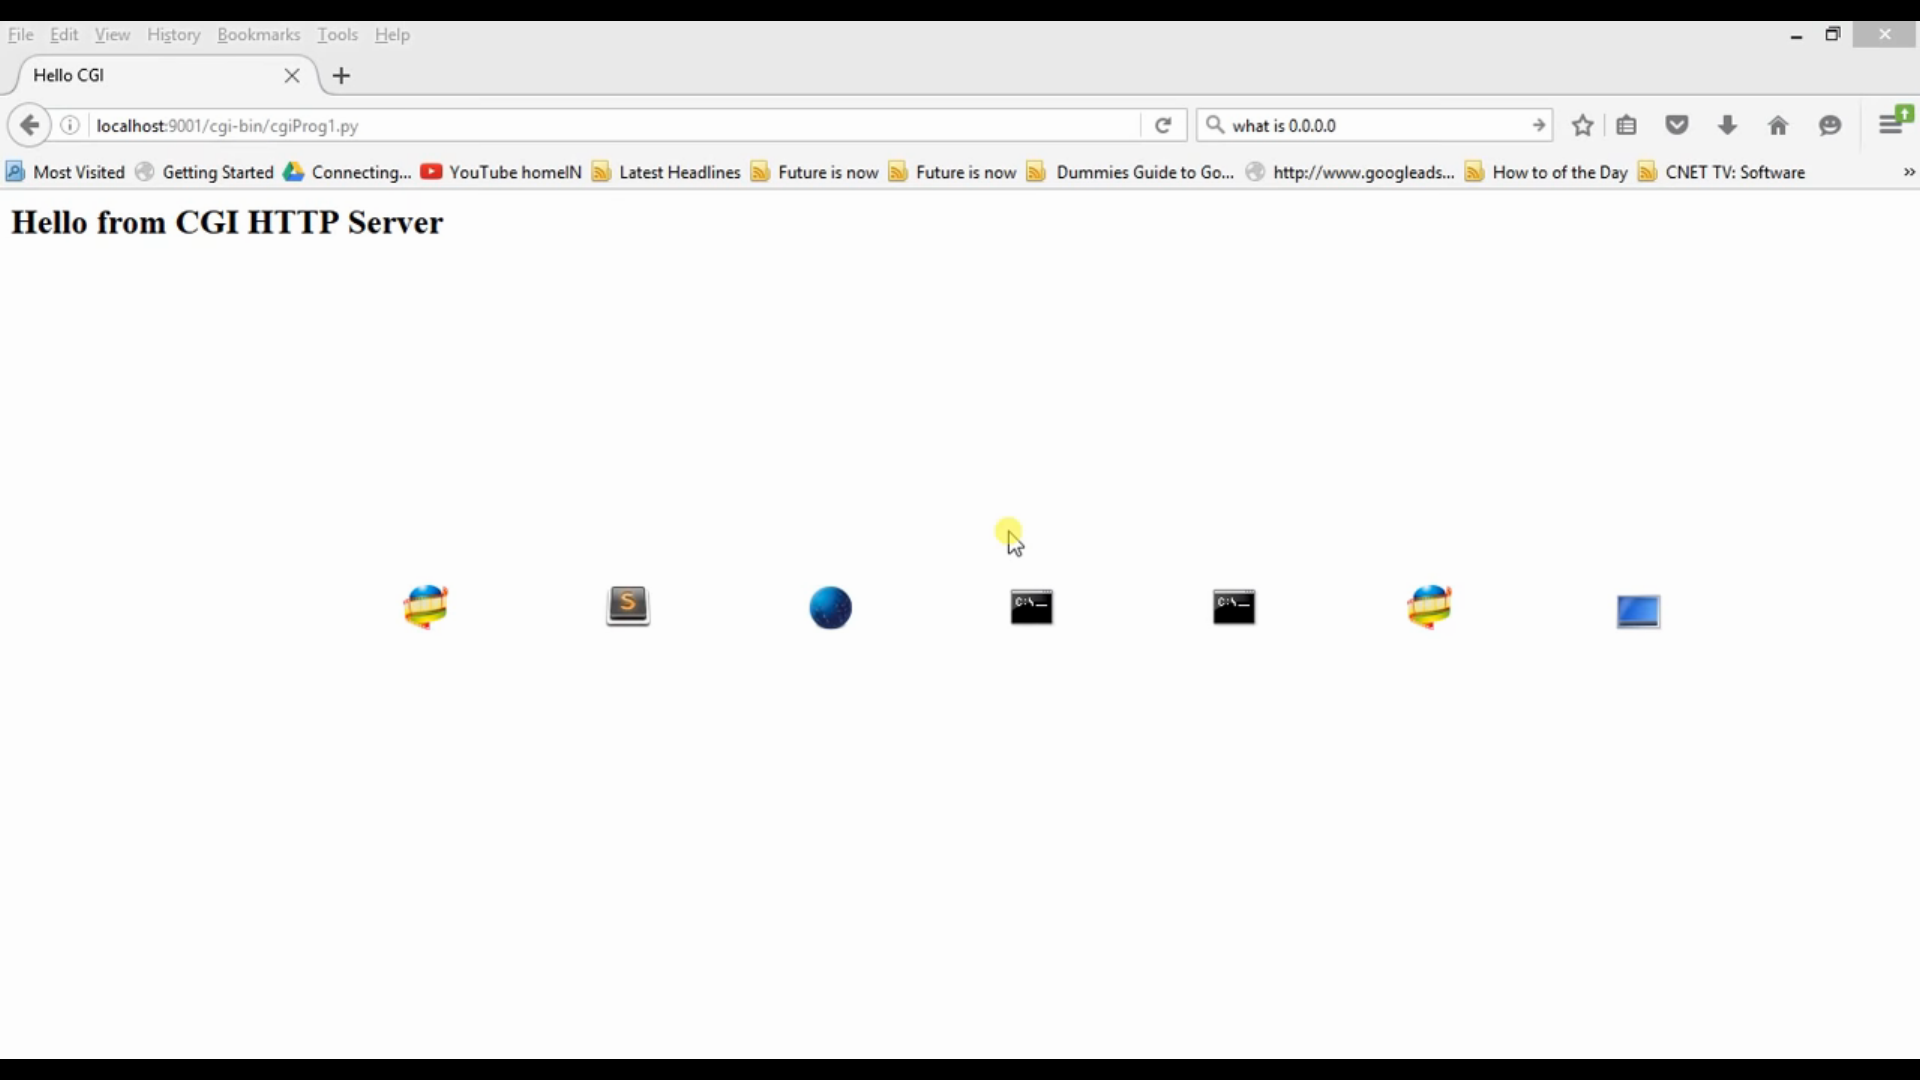 File Edit View History Bookmarks Tools Help
Hello CGI
localhost:9001/cgi-bin/cgiProg1.py
what is 0.0.0.0
Most Visited Getting Started Connecting... YouTube homeIN Latest Headlines Future is now Future is now Dummies Guide to Go... http://www.googleads... How to of the Day CNET TV: Software »
Hello from CGI HTTP Server
S C:\_ C:\_